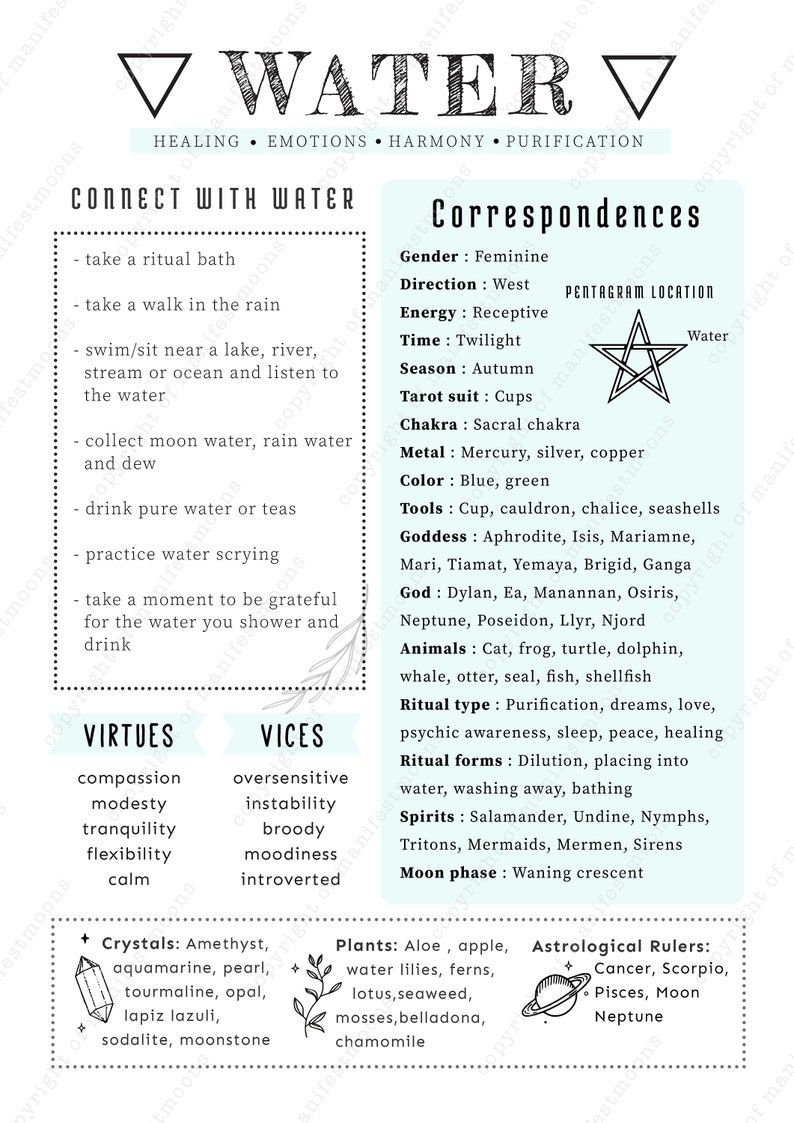 WATER
HEALING • EMOTIONS • HARMONY • PURIFICATION
CONNECT WITH WATER
- take a ritual bath
- take a walk in the rain
- swim/sit near a lake, river,
stream or ocean and listen to
the water
- collect moon water, rain water
and dew
- drink pure water or teas
- practice water scrying
- take a moment to be grateful
for the water you shower and
drink
VIRTUES
compassion
modesty
tranquility
flexibility
calm
VICES
oversensitive
instability
broody
moodiness
introverted
Correspondences
Gender : Feminine
Direction : West
Energy : Receptive
Time : Twilight
Season : Autumn
Tarot suit : Cups
Chakra : Sacral chakra
PENTAGRAM LOCATION
Water
Metal : Mercury, silver, copper
Color : Blue, green
Tools : Cup, cauldron, chalice, seashells
Goddess : Aphrodite, Isis, Mariamne,
Mari, Tiamat, Yemaya, Brigid, Ganga
God : Dylan, Ea, Manannan, Osiris,
Neptune, Poseidon, Llyr, Njord
Animals : Cat, frog, turtle, dolphin,
whale, otter, seal, fish, shellfish
Ritual type : Purification, dreams, love,
psychic awareness, sleep, peace, healing
Ritual forms : Dilution, placing into
water, washing away, bathing
Spirits : Salamander, Undine, Nymphs,
Tritons, Mermaids, Mermen, Sirens
Moon phase : Waning crescent
Crystals: Amethyst,
aquamarine, pearl,
tourmaline, opal,
lapiz lazuli,
sodalite, moonstone
Plants: Aloe , apple,
water lilies, ferns,
lotus,seaweed,
mosses,belladona,
chamomile
Astrological Rulers:
Cancer, Scorpio,
Pisces, Moon
Neptune
copyright of manifestmoons